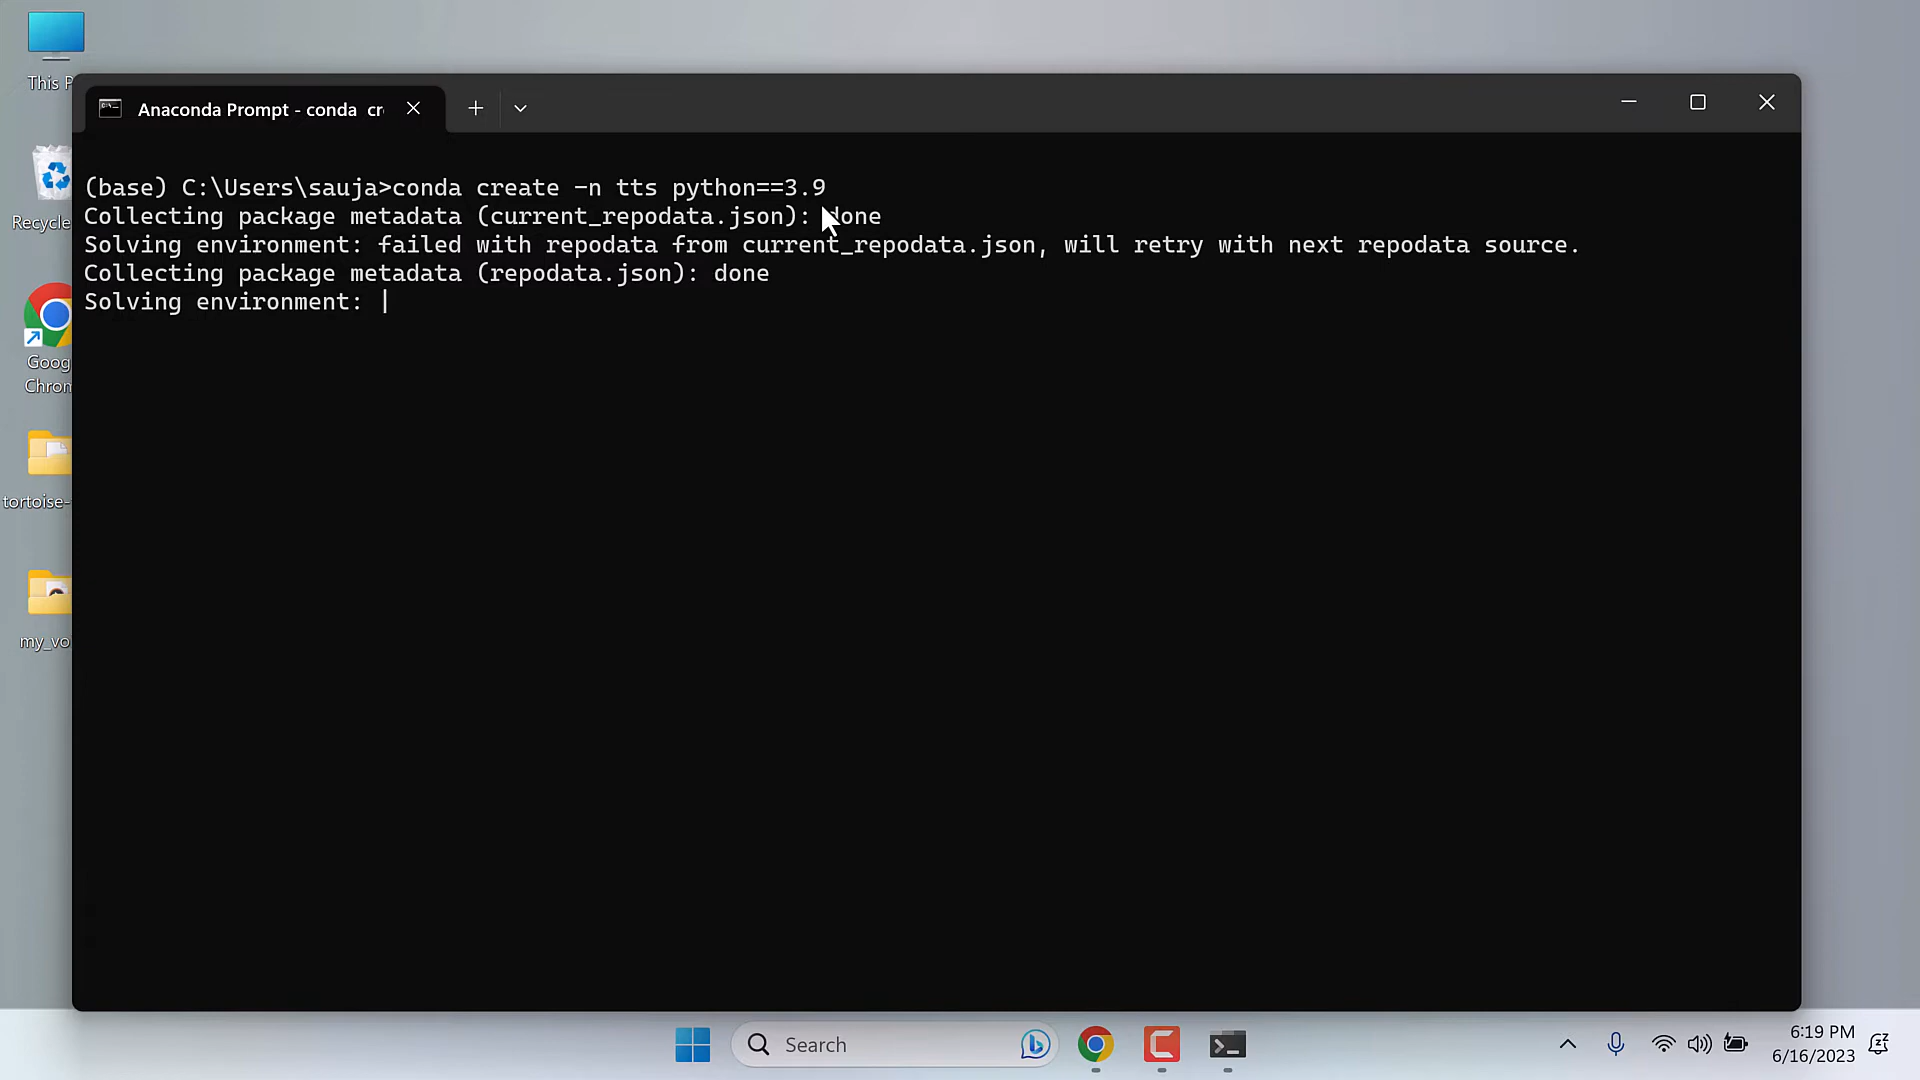 This P
Recycle
Goog
Chrom
tortoise-
my_vo
Anaconda Prompt - conda cr
(base) C:\Users\sauja>conda create -n tts python==3.9
Collecting package metadata (current_repodata.json): done
Solving environment: failed with repodata from current_repodata.json, will retry with next repodata source.
Collecting package metadata (repodata.json): done
Solving environment: |
Search
6:19 PM
6/16/2023